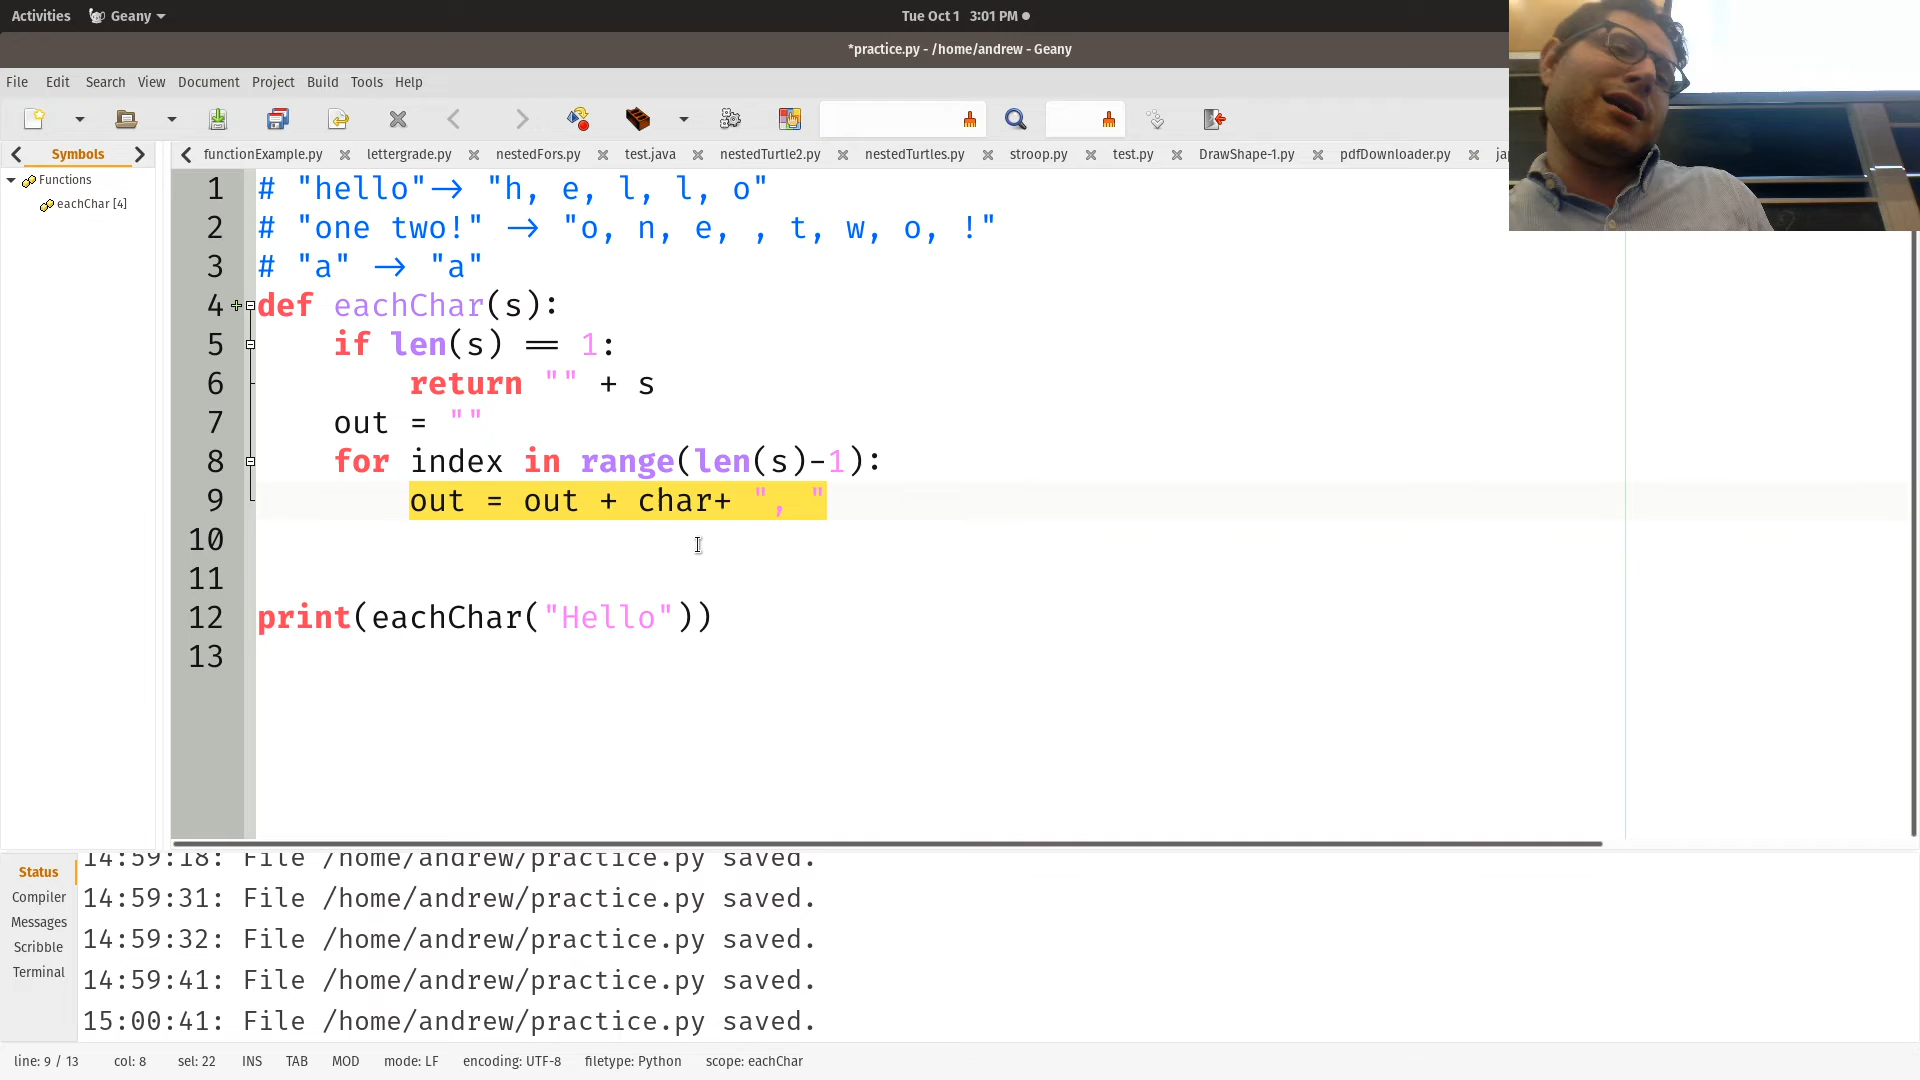 Activities Geany Tue Oct 1 3:01 PM
*practice.py - /home/andrew - Geany
File Edit Search View Document Project Build Tools Help
Symbols functionExample.py lettergrade.py nestedFors.py test.java nestedTurtle2.py nestedTurtles.py stroop.py test.py DrawShape-1.py pdfDownloader.py jap
Functions
eachChar [4]
1 # "hello"-> "h, e, l, l, o"
2 # "one two!" -> "o, n, e, , t, w, o, !"
3 # "a" -> "a"
4 def eachChar(s):
5 if len(s) == 1:
6 return "" + s
7 out = ""
8 for index in range(len(s)-1):
9 out = out + char+ ", "
10
11
12 print(eachChar("Hello"))
13
Status
Compiler
Messages
Scribble
Terminal
14:59:18: File /home/andrew/practice.py saved.
14:59:31: File /home/andrew/practice.py saved.
14:59:32: File /home/andrew/practice.py saved.
14:59:41: File /home/andrew/practice.py saved.
15:00:41: File /home/andrew/practice.py saved.
line: 9 / 13 col: 8 sel: 22 INS TAB MOD mode: LF encoding: UTF-8 filetype: Python scope: eachChar